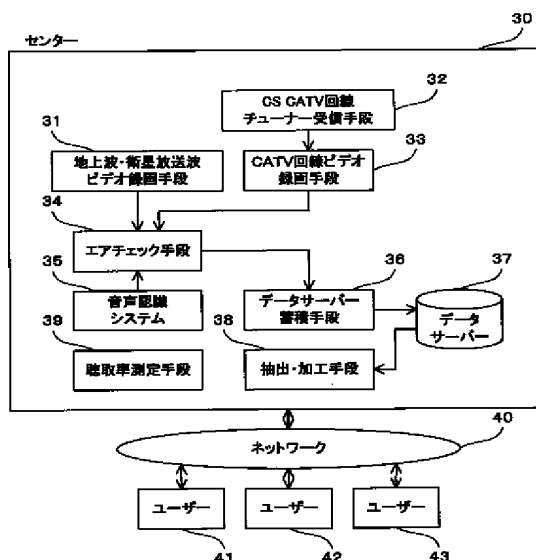 センター
30
CS CATV回線
チューナー受信手段
32
31
地上波・衛星放送波
ビデオ録画手段
CATV回線ビデオ
録画手段
33
34
エアチェック手段
35
音声認識
システム
データサーバー
蓄積手段
36
37
データ
サーバー
39
聴取率測定手段
38
抽出・加工手段
40
ネットワーク
ユーザー
ユーザー
ユーザー
41
42
43